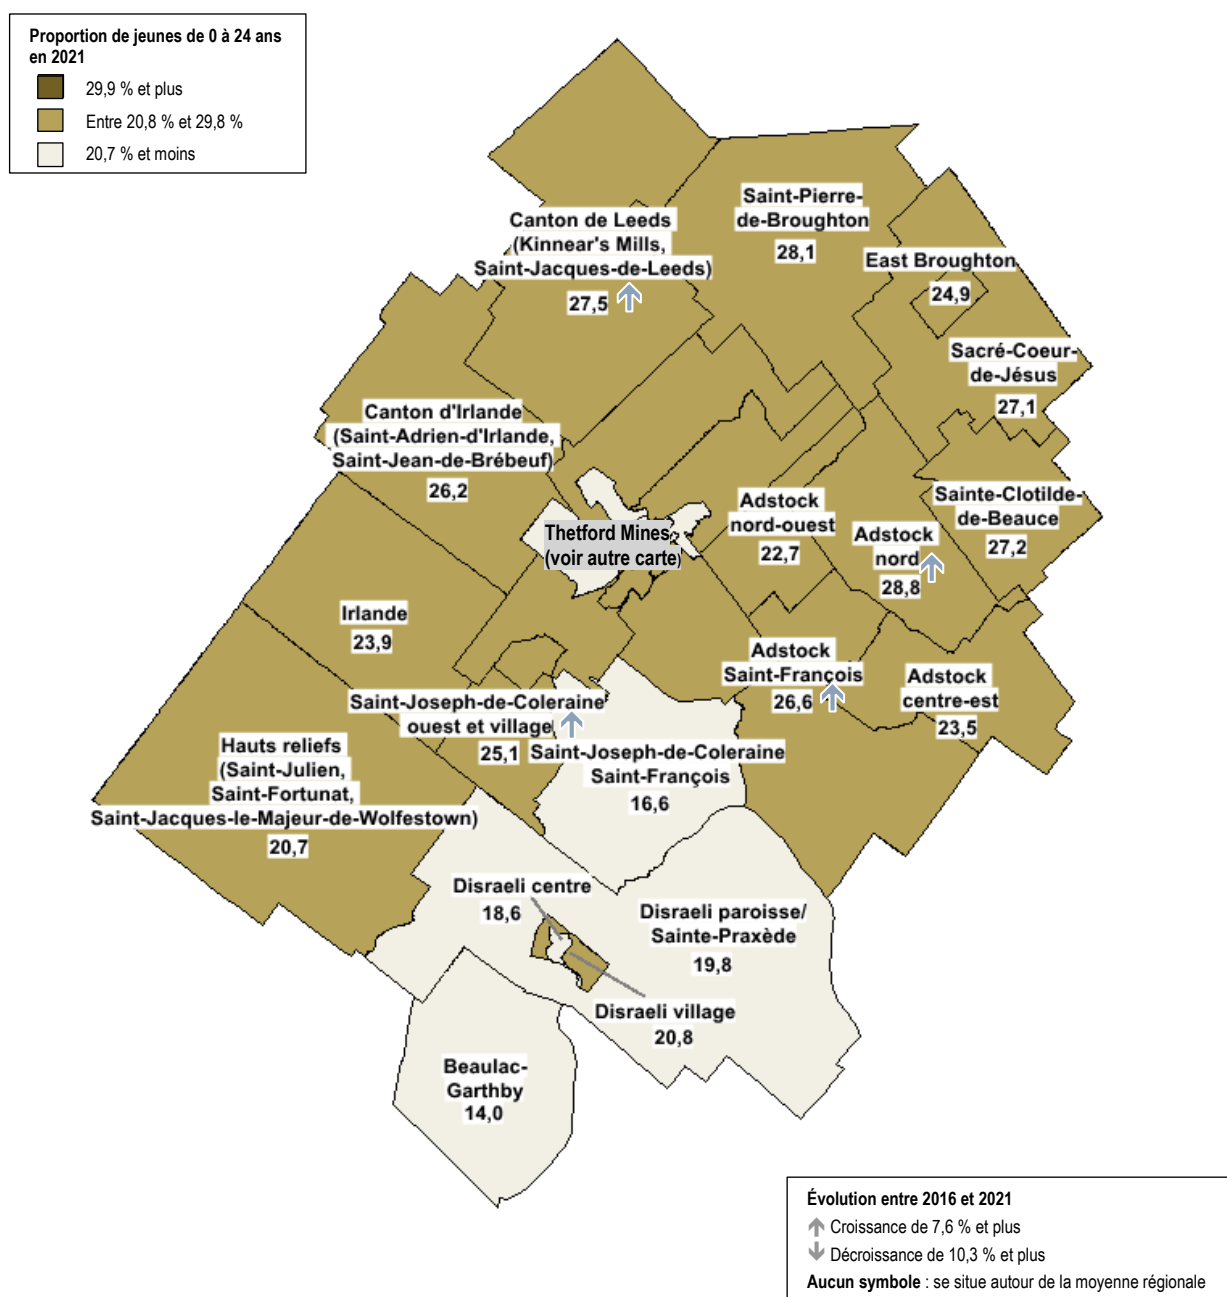 Proportion de jeunes de 0 à 24 ans
en 2021
29,9 % et plus
Entre 20,8 % et 29,8 %
20,7 % et moins
Canton de Leeds
(Kinnear's Mills,
Saint-Jacques-de-Leeds)
27,5
Saint-Pierre-
de-Broughton
28,1
East Broughton
24,9
Sacré-Coeur-
de-Jésus
27,1
Canton d'Irlande
(Saint-Adrien-d'Irlande,
Saint-Jean-de-Brébeuf)
26,2
Thetford Mines
(voir autre carte)
Adstock
nord-ouest
22,7
Adstock
nord
28,8
Sainte-Clotilde-
de-Beauce
27,2
Irlande
23,9
Adstock
Saint-François
26,6
Adstock
centre-est
23,5
Saint-Joseph-de-Coleraine
ouest et village
25,1
Saint-Joseph-de-Coleraine
Saint-François
16,6
Hauts reliefs
(Saint-Julien,
Saint-Fortunat,
Saint-Jacques-le-Majeur-de-Wolfestown)
20,7
Disraeli centre
18,6
Disraeli paroisse/
Sainte-Praxède
19,8
Disraeli village
20,8
Beaulac-
Garthby
14,0
Évolution entre 2016 et 2021
Croissance de 7,6 % et plus
Décroissance de 10,3 % et plus
Aucun symbole : se situe autour de la moyenne régionale